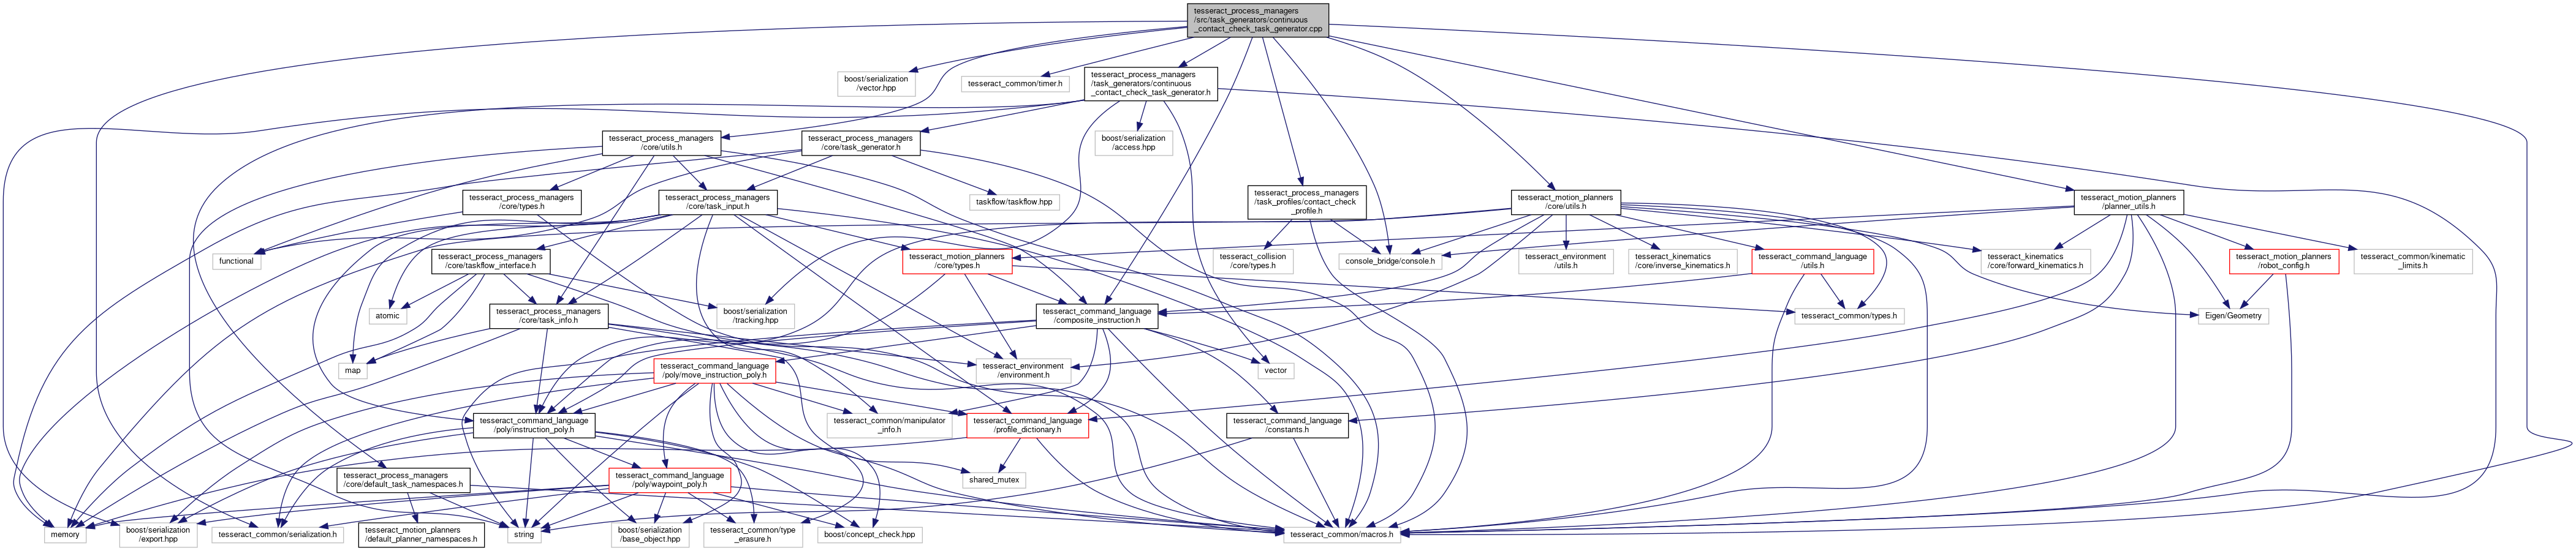 tesseract_process_managers
/src/task_generators/continuous
_contact_check_task_generator.cpp
boost/serialization
/vector.hpp
tesseract_common/timer.h
tesseract_process_managers
/task_generators/continuous
_contact_check_task_generator.h
tesseract_process_managers
/core/utils.h
tesseract_process_managers
/core/task_generator.h
boost/serialization
/access.hpp
tesseract_process_managers
/core/types.h
tesseract_process_managers
/core/task_input.h
taskflow/taskflow.hpp
tesseract_process_managers
/task_profiles/contact_check
_profile.h
tesseract_motion_planners
/core/utils.h
tesseract_motion_planners
/planner_utils.h
functional
tesseract_process_managers
/core/taskflow_interface.h
tesseract_motion_planners
/core/types.h
tesseract_collision
/core/types.h
console_bridge/console.h
tesseract_environment
/utils.h
tesseract_kinematics
/core/inverse_kinematics.h
tesseract_command_language
/utils.h
tesseract_kinematics
/core/forward_kinematics.h
tesseract_motion_planners
/robot_config.h
tesseract_common/kinematic
_limits.h
atomic
tesseract_process_managers
/core/task_info.h
boost/serialization
/tracking.hpp
tesseract_command_language
/composite_instruction.h
tesseract_common/types.h
Eigen/Geometry
map
tesseract_command_language
/poly/move_instruction_poly.h
tesseract_environment
/environment.h
vector
tesseract_command_language
/poly/instruction_poly.h
tesseract_common/manipulator
_info.h
tesseract_command_language
/profile_dictionary.h
tesseract_command_language
/constants.h
tesseract_process_managers
/core/default_task_namespaces.h
tesseract_command_language
/poly/waypoint_poly.h
shared_mutex
memory
boost/serialization
/export.hpp
tesseract_common/serialization.h
tesseract_motion_planners
/default_planner_namespaces.h
string
boost/serialization
/base_object.hpp
tesseract_common/type
_erasure.h
boost/concept_check.hpp
tesseract_common/macros.h